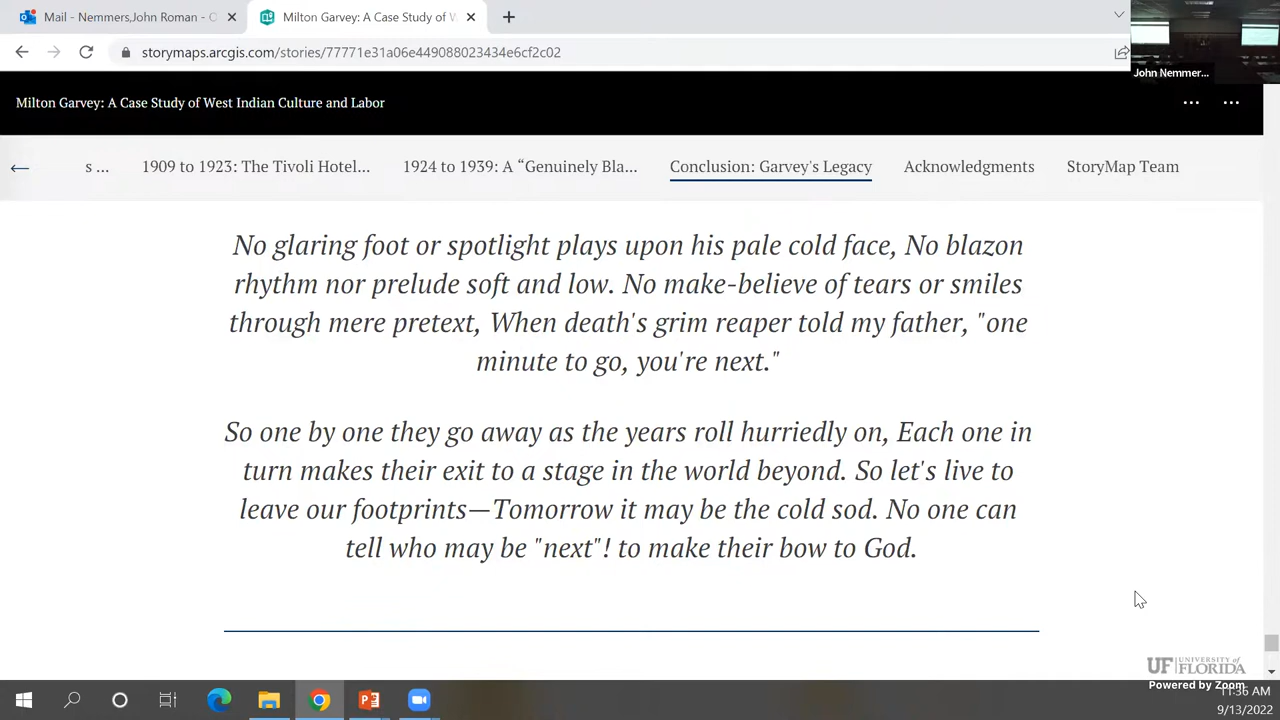 Mail - Nemmers,John Roman - O
Milton Garvey: A Case Study of W
storymaps.arcgis.com/stories/77771e31a06e449088023434e6cf2c02
John Nemmer...
Milton Garvey: A Case Study of West Indian Culture and Labor
s ... 1909 to 1923: The Tivoli Hotel... 1924 to 1939: A “Genuinely Bla... Conclusion: Garvey's Legacy Acknowledgments StoryMap Team
No glaring foot or spotlight plays upon his pale cold face, No blazon
rhythm nor prelude soft and low. No make-believe of tears or smiles
through mere pretext, When death's grim reaper told my father, "one
minute to go, you're next."
So one by one they go away as the years roll hurriedly on, Each one in
turn makes their exit to a stage in the world beyond. So let's live to
leave our footprints—Tomorrow it may be the cold sod. No one can
tell who may be "next"! to make their bow to God.
UF UNIVERSITY of
FLORIDA
Powered by Zoom
11:36 AM
9/13/2022